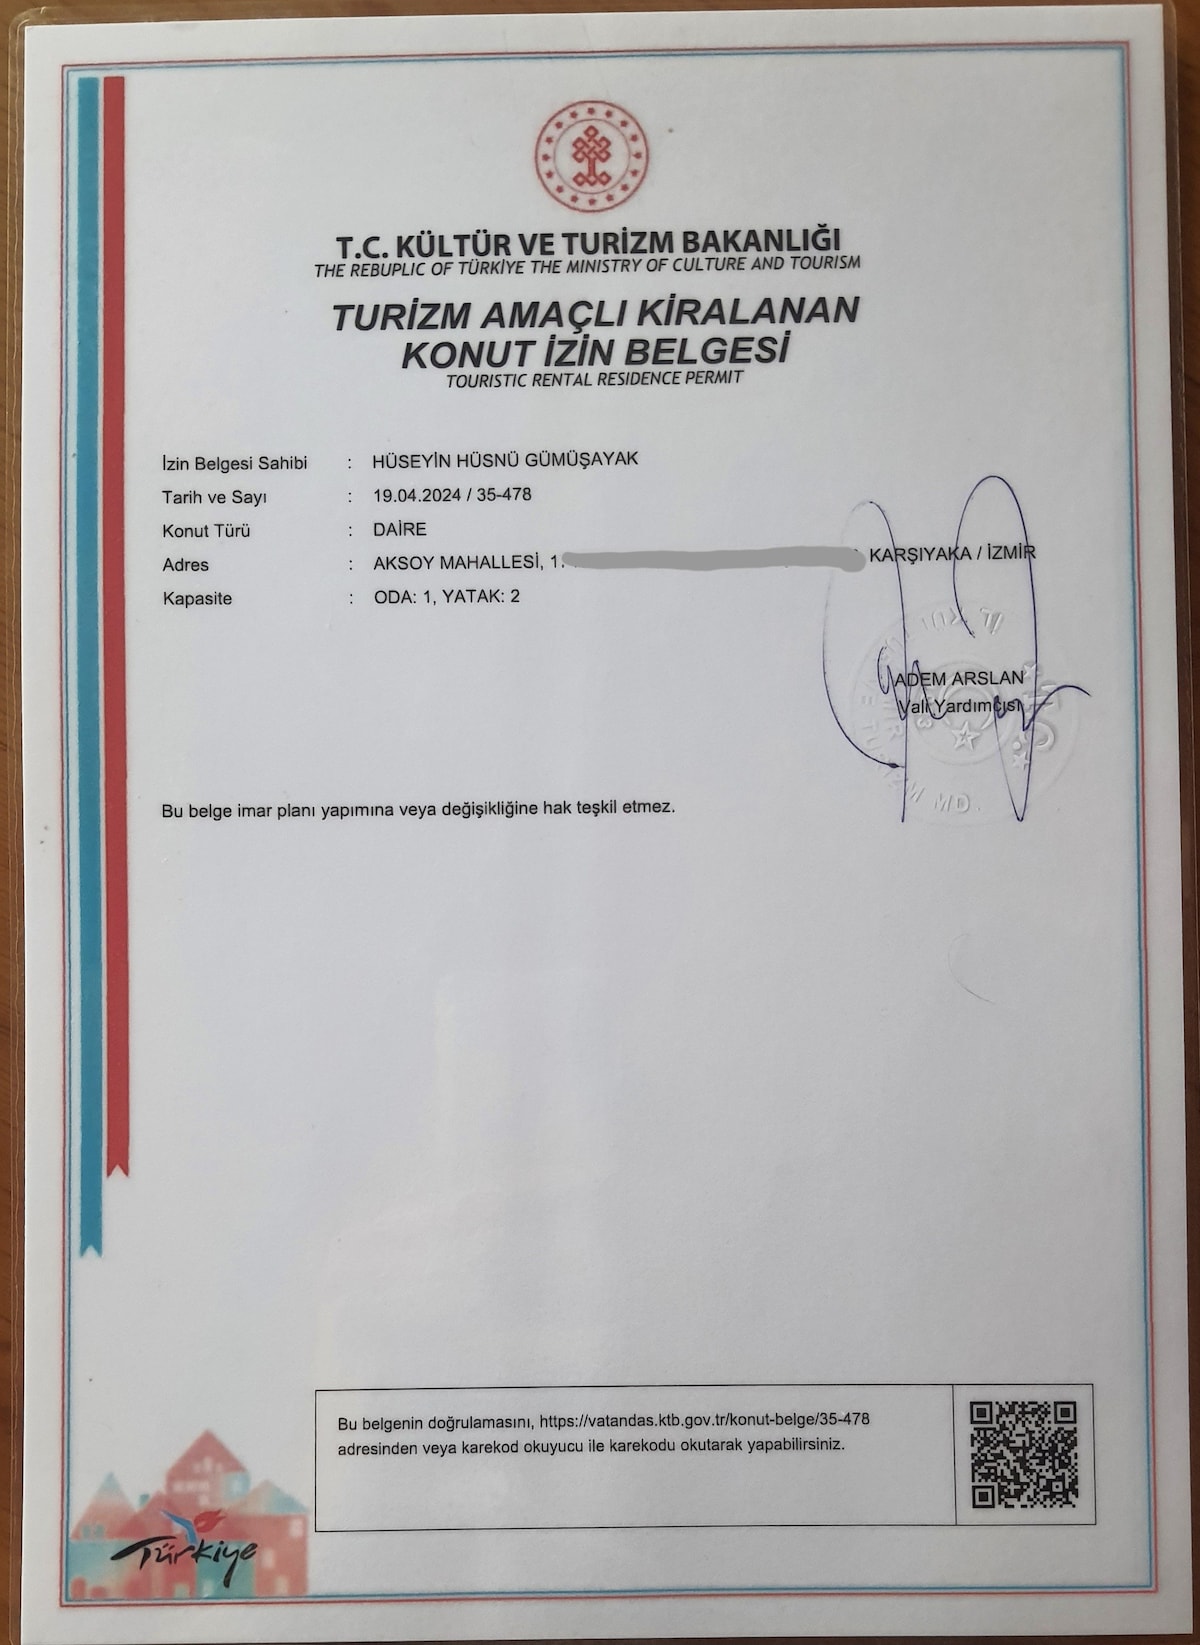 T.C. KÜLTÜR VE TURİZM BAKANLIĞI
THE REBUPLIC OF TÜRKİYE THE MINISTRY OF CULTURE AND TOURISM
TURİZM AMAÇLI KİRALANAN
KONUT İZİN BELGESİ
TOURISTIC RENTAL RESIDENCE PERMIT
İzin Belgesi Sahibi : HÜSEYİN HÜSNÜ GÜMÜŞAYAK
Tarih ve Sayı : 19.04.2024 / 35-478
Konut Türü : DAİRE
Adres : AKSOY MAHALLESİ, KARŞIYAKA / İZMİR
Kapasite : ODA: 1, YATAK: 2
ADEM ARSLAN
Vali Yardımcısı
Bu belge imar planı yapımına veya değişikliğine hak teşkil etmez.
Bu belgenin doğrulamasını, https://vatandas.ktb.gov.tr/konut-belge/35-478
adresinden veya karekod okuyucu ile karekodu okutarak yapabilirsiniz.
Türkiye